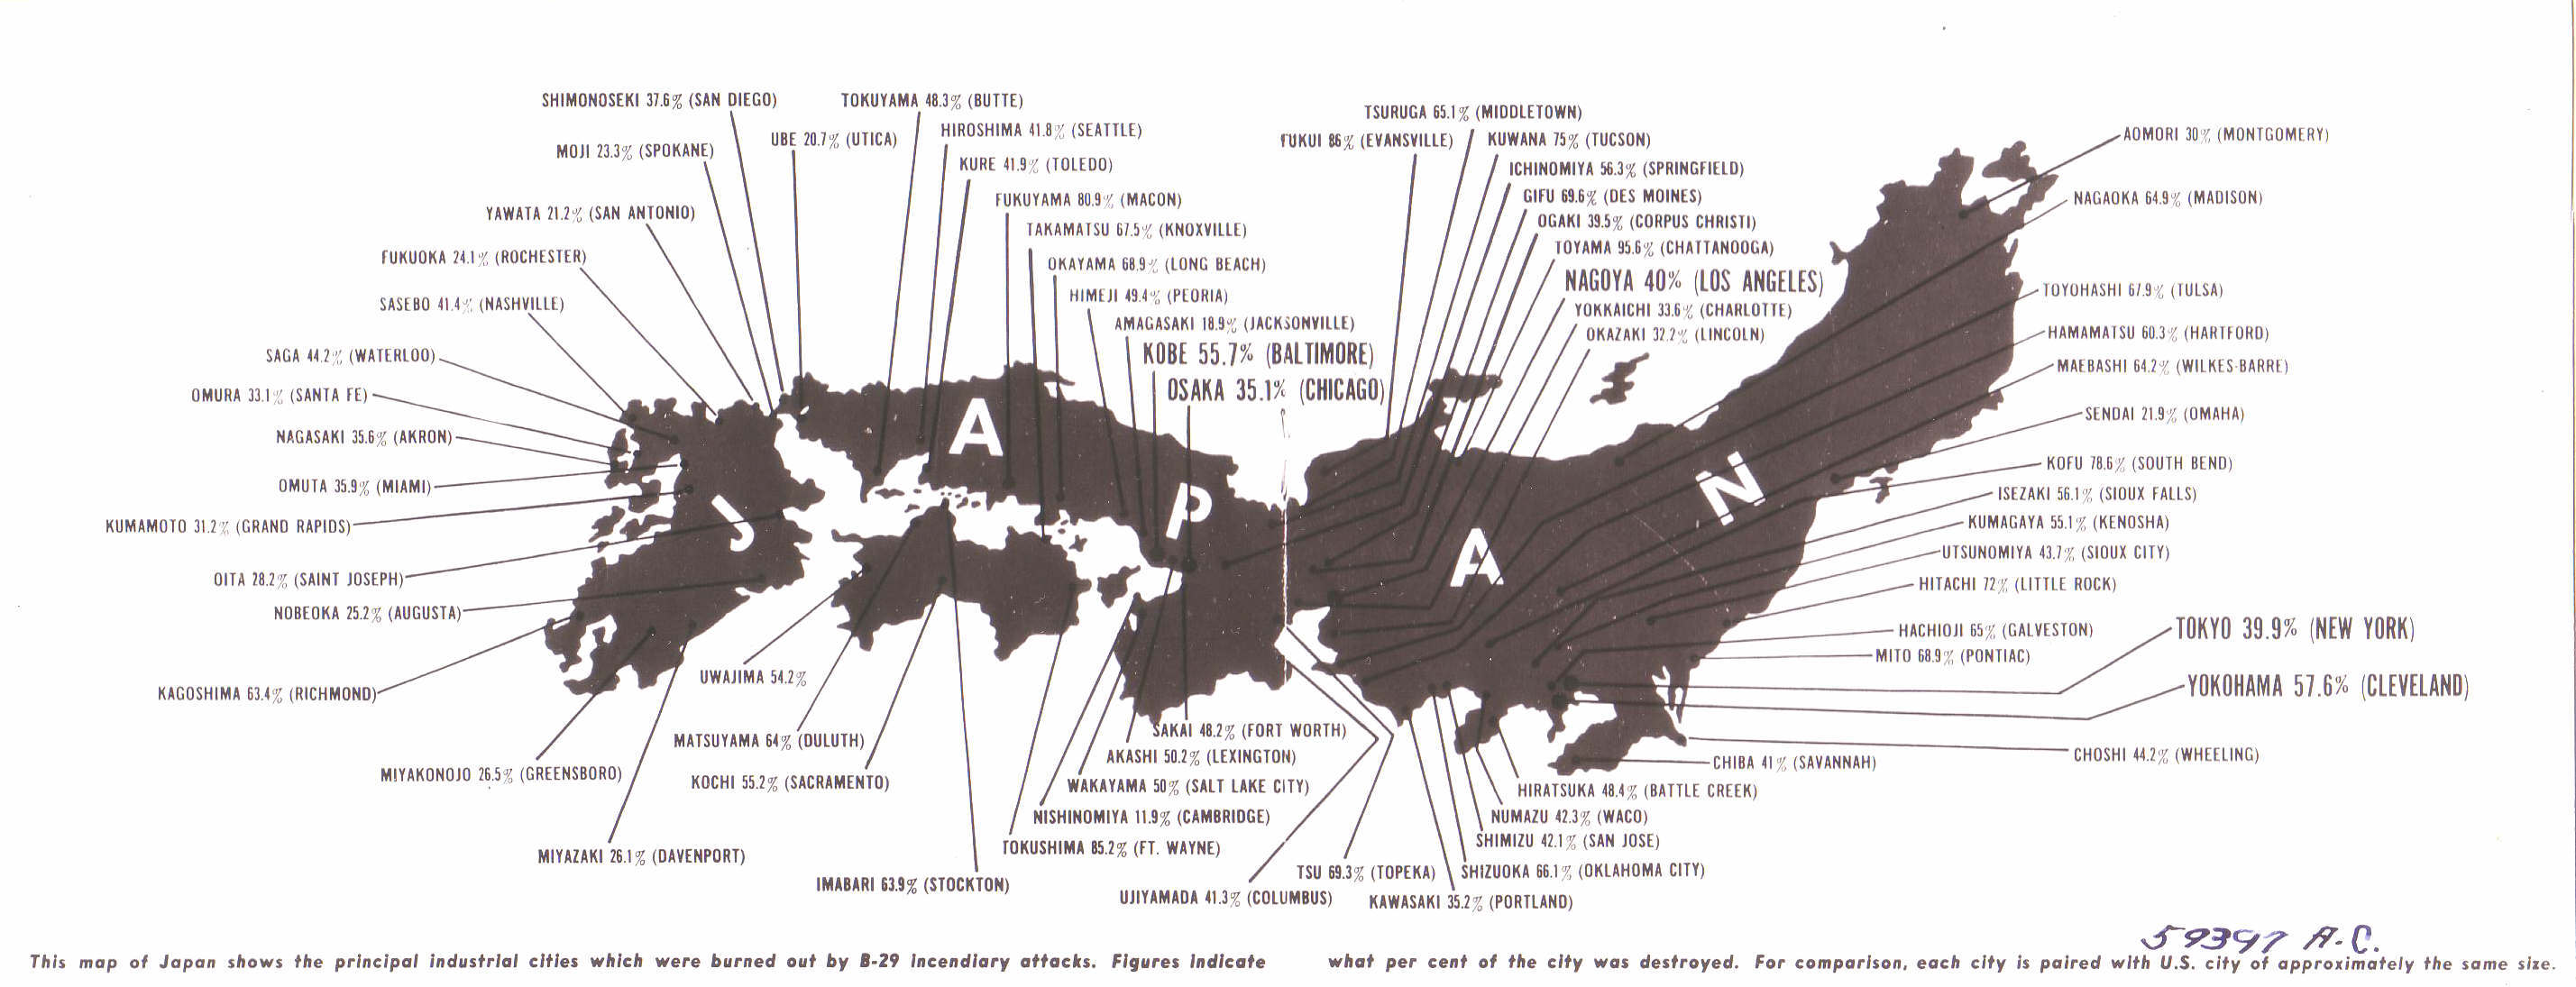 SHIMONOSEKI 37.6% (SAN DIEGO)
MOJI 23.3% (SPOKANE)
YAWATA 21.2% (SAN ANTONIO)
FUKUOKA 24.1% (ROCHESTER)
SASEBO 41.4% (NASHVILLE)
SAGA 44.2% (WATERLOO)
OMURA 33.1% (SANTA FE)
NAGASAKI 35.6% (AKRON)
OMUTA 35.9% (MIAMI)
KUMAMOTO 31.2% (GRAND RAPIDS)
OITA 28.2% (SAINT JOSEPH)
NOBEOKA 25.2% (AUGUSTA)
KAGOSHIMA 63.4% (RICHMOND)
MIYAKONOJO 26.5% (GREENSBORO)
MIYAZAKI 26.1% (DAVENPORT)
UBE 20.7% (UTICA)
TOKUYAMA 48.3% (BUTTE)
HIROSHIMA 41.8% (SEATTLE)
KURE 41.9% (TOLEDO)
FUKUYAMA 80.9% (MACON)
TAKAMATSU 67.5% (KNOXVILLE)
OKAYAMA 68.9% (LONG BEACH)
HIMEJI 49.4% (PEORIA)
AMAGASAKI 18.9% (JACKSONVILLE)
KOBE 55.7% (BALTIMORE)
OSAKA 35.1% (CHICAGO)
TSURUGA 65.1% (MIDDLETOWN)
FUKUI 86% (EVANSVILLE)
KUWANA 75% (TUCSON)
ICHINOMIYA 56.3% (SPRINGFIELD)
GIFU 69.6% (DES MOINES)
OGAKI 39.5% (CORPUS CHRISTI)
TOYAMA 95.6% (CHATTANOOGA)
NAGOYA 40% (LOS ANGELES)
YOKKAICHI 33.6% (CHARLOTTE)
OKAZAKI 32.2% (LINCOLN)
AOMORI 30% (MONTGOMERY)
NAGAOKA 64.9% (MADISON)
TOYOHASHI 67.9% (TULSA)
HAMAMATSU 60.3% (HARTFORD)
MAEBASHI 64.2% (WILKES-BARRE)
SENDAI 21.9% (OMAHA)
KOFU 78.6% (SOUTH BEND)
ISEZAKI 56.1% (SIOUX FALLS)
KUMAGAYA 55.1% (KENOSHA)
UTSUNOMIYA 43.7% (SIOUX CITY)
HITACHI 72% (LITTLE ROCK)
HACHIOJI 65% (GALVESTON)
MITO 68.9% (PONTIAC)
TOKYO 39.9% (NEW YORK)
YOKOHAMA 57.6% (CLEVELAND)
CHOSHI 44.2% (WHEELING)
CHIBA 41% (SAVANNAH)
HIRATSUKA 48.4% (BATTLE CREEK)
NUMAZU 42.3% (WACO)
SHIMIZU 42.1% (SAN JOSE)
SHIZUOKA 66.1% (OKLAHOMA CITY)
KAWASAKI 35.2% (PORTLAND)
TSU 69.3% (TOPEKA)
UJIYAMADA 41.3% (COLUMBUS)
SAKAI 48.2% (FORT WORTH)
AKASHI 50.2% (LEXINGTON)
WAKAYAMA 50% (SALT LAKE CITY)
NISHINOMIYA 11.9% (CAMBRIDGE)
TOKUSHIMA 85.2% (FT. WAYNE)
IMABARI 63.9% (STOCKTON)
KOCHI 55.2% (SACRAMENTO)
MATSUYAMA 64% (DULUTH)
UWAJIMA 54.2%
JAPAN
59397 A.C.
This map of Japan shows the principal industrial cities which were burned out by B-29 incendiary attacks. Figures indicate what per cent of the city was destroyed. For comparison, each city is paired with U.S. city of approximately the same size.